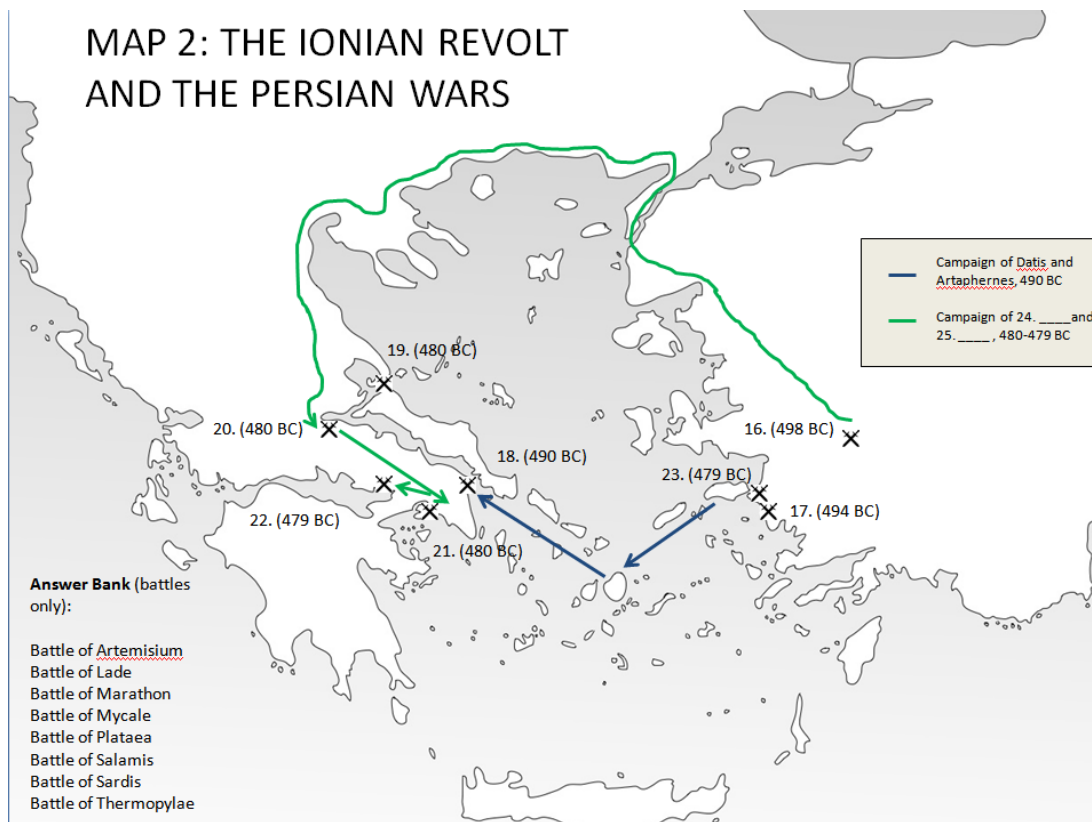 MAP 2: THE IONIAN REVOLT
AND THE PERSIAN WARS
Campaign of Datis and
Artaphernes, 490 BC
Campaign of 24. ____and
25. ____ , 480-479 BC
19. (480 BC)
20. (480 BC)
16. (498 BC)
18. (490 BC)
23. (479 BC)
17. (494 BC)
22. (479 BC)
21. (480 BC)
Answer Bank (battles
only):
Battle of Artemisium
Battle of Lade
Battle of Marathon
Battle of Mycale
Battle of Plataea
Battle of Salamis
Battle of Sardis
Battle of Thermopylae